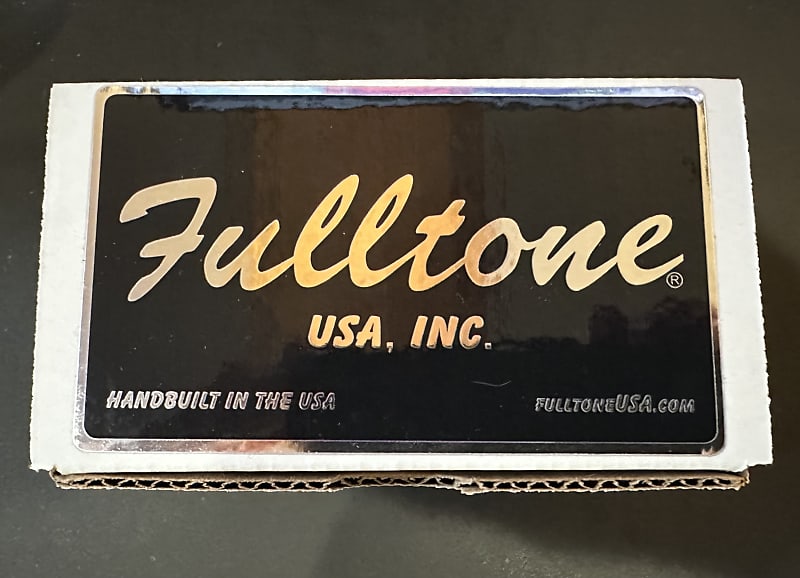 Fulltone®
USA, INC.
HANDBUILT IN THE USA
FULLTONEUSA.COM